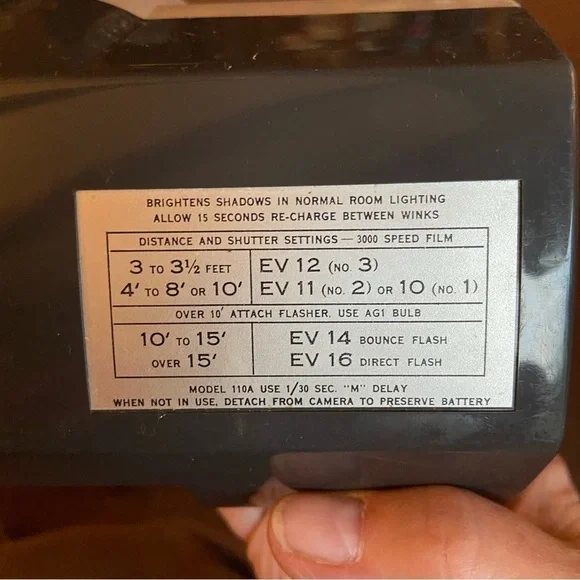 BRIGHTENS SHADOWS IN NORMAL ROOM LIGHTING
ALLOW 15 SECONDS RE-CHARGE BETWEEN WINKS
DISTANCE AND SHUTTER SETTINGS — 3000 SPEED FILM
3 TO 3½ FEET EV 12 (NO. 3)
4' TO 8' OR 10' EV 11 (NO. 2) OR 10 (NO. 1)
OVER 10' ATTACH FLASHER. USE AG1 BULB
10' TO 15' EV 14 BOUNCE FLASH
OVER 15' EV 16 DIRECT FLASH
MODEL 110A USE 1/30 SEC. "M" DELAY
WHEN NOT IN USE, DETACH FROM CAMERA TO PRESERVE BATTERY